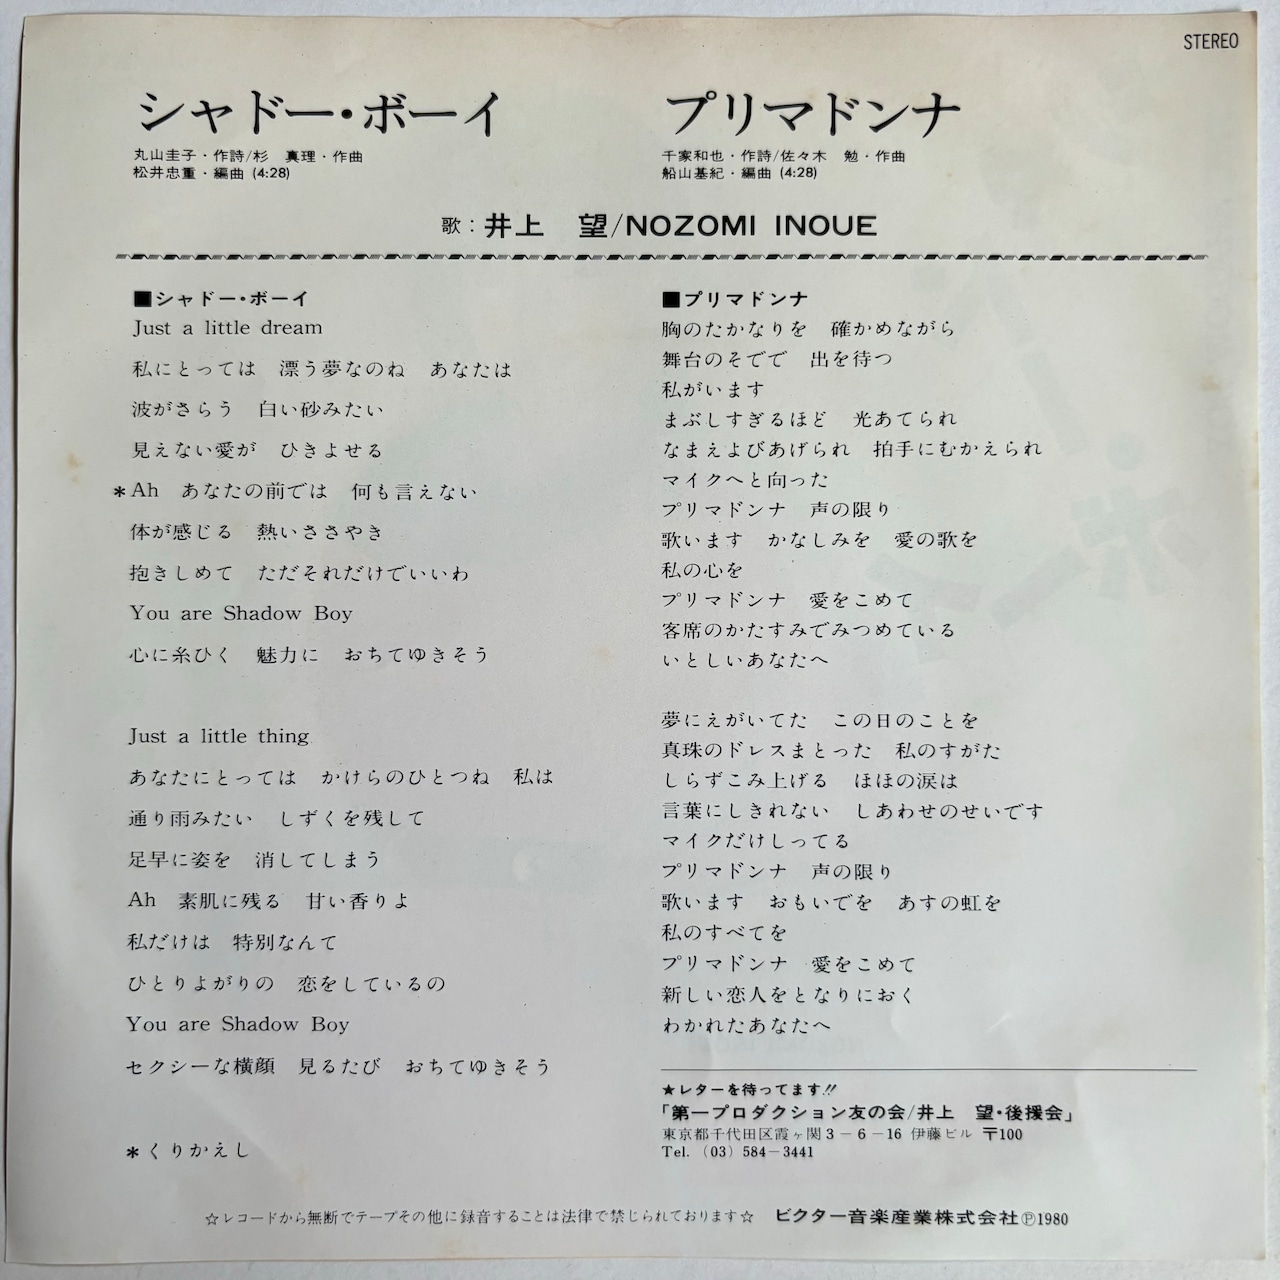 STEREO
シャドー・ボーイ
丸山圭子・作詩/杉　真理・作曲
松井忠重・編曲 (4:28)
プリマドンナ
千家和也・作詩/佐々木　勉・作曲
船山基紀・編曲 (4:28)
歌：井上　望/NOZOMI INOUE
■シャドー・ボーイ
Just a little dream
私にとっては　漂う夢なのね　あなたは
波がさらう　白い砂みたい
見えない愛が　ひきよせる
＊Ah　あなたの前では　何も言えない
体が感じる　熱いささやき
抱きしめて　ただそれだけでいいわ
You are Shadow Boy
心に糸ひく　魅力に　おちてゆきそう
Just a little thing
あなたにとっては　かけらのひとつね　私は
通り雨みたい　しずくを残して
足早に姿を　消してしまう
Ah　素肌に残る　甘い香りよ
私だけは　特別なんて
ひとりよがりの　恋をしているの
You are Shadow Boy
セクシーな横顔　見るたび　おちてゆきそう
＊くりかえし
■プリマドンナ
胸のたかなりを　確かめながら
舞台のそでで　出を待つ
私がいます
まぶしすぎるほど　光あてられ
なまえよびあげられ　拍手にむかえられ
マイクへと向った
プリマドンナ　声の限り
歌います　かなしみを　愛の歌を
私の心を
プリマドンナ　愛をこめて
客席のかたすみでみつめている
いとしいあなたへ
夢にえがいてた　この日のことを
真珠のドレスまとった　私のすがた
しらずこみ上げる　ほほの涙は
言葉にしきれない　しあわせのせいです
マイクだけしってる
プリマドンナ　声の限り
歌います　おもいでを　あすの虹を
私のすべてを
プリマドンナ　愛をこめて
新しい恋人をとなりにおく
わかれたあなたへ
★レターを待ってます!!
「第一プロダクション友の会/井上　望・後援会」
東京都千代田区霞ヶ関3−6−16 伊藤ビル 〒100
Tel. (03) 584−3441
☆レコードから無断でテープその他に録音することは法律で禁じられております☆　ビクター音楽産業株式会社Ⓟ1980